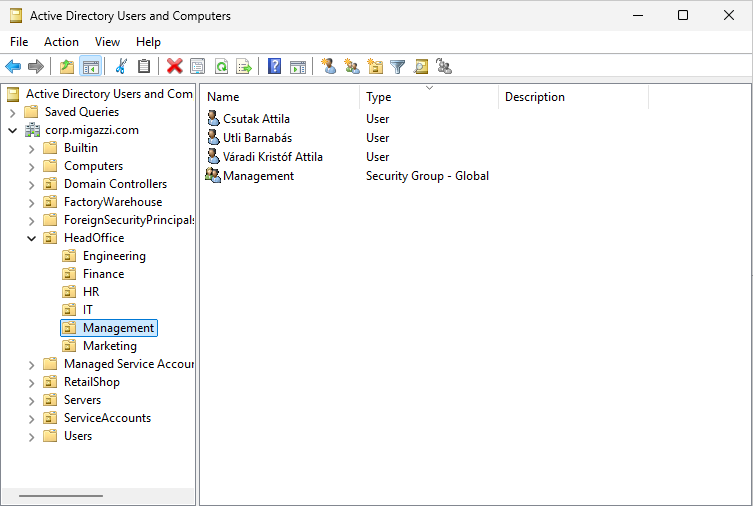 Active Directory Users and Computers
File Action View Help
Active Directory Users and Com
Saved Queries
corp.migazzi.com
Builtin
Computers
Domain Controllers
FactoryWarehouse
ForeignSecurityPrincipals
HeadOffice
Engineering
Finance
HR
IT
Management
Marketing
Managed Service Accour
RetailShop
Servers
ServiceAccounts
Users
Name Type Description
Csutak Attila User
Utli Barnabás User
Váradi Kristóf Attila User
Management Security Group - Global